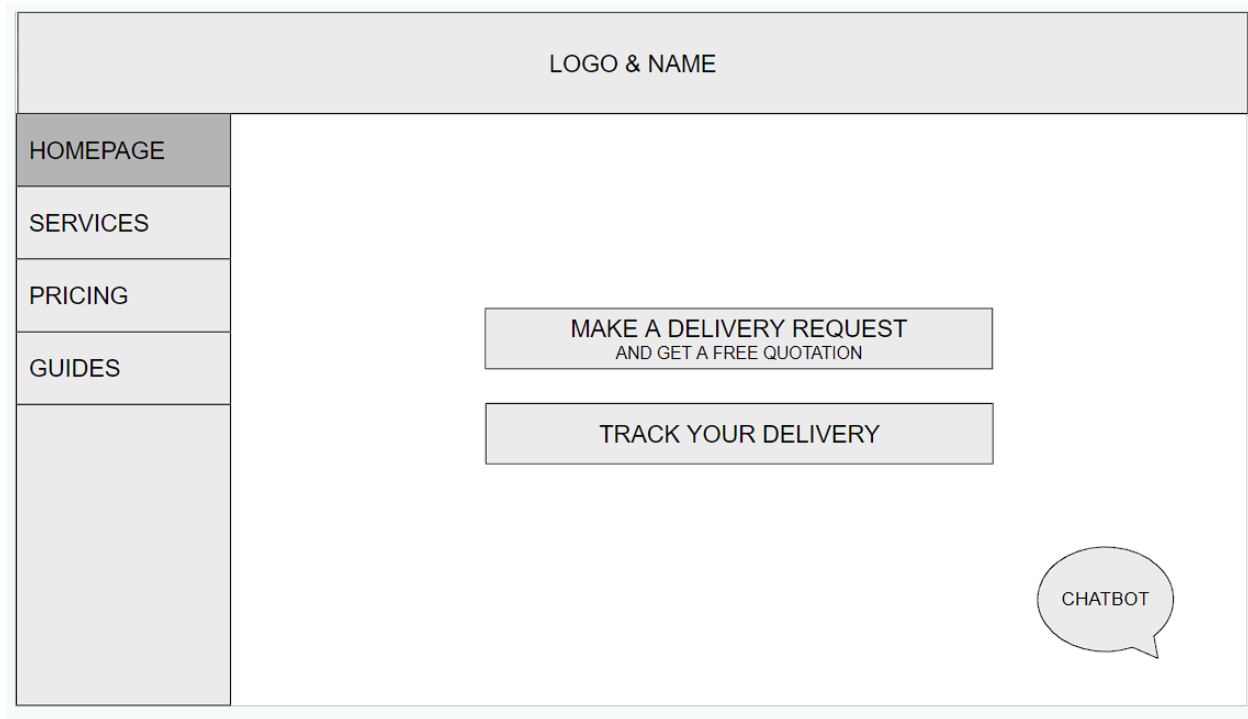 LOGO & NAME
HOMEPAGE
SERVICES
PRICING
GUIDES
MAKE A DELIVERY REQUEST
AND GET A FREE QUOTATION
TRACK YOUR DELIVERY
CHATBOT